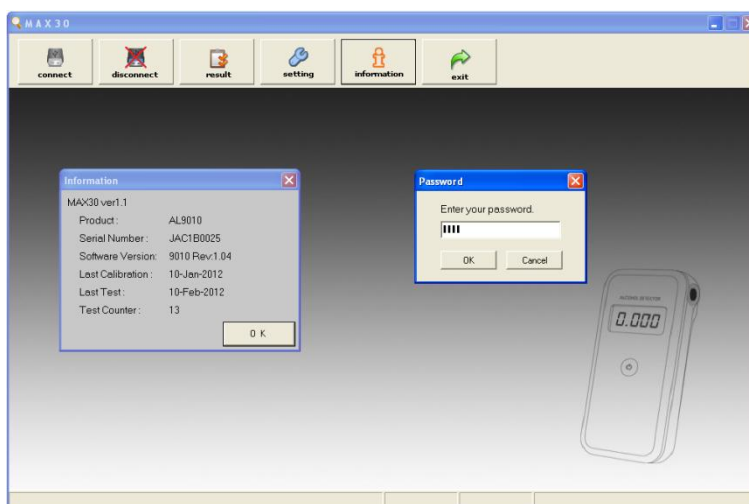 MAX30
connect
disconnect
result
setting
information
exit
Information
MAX30 ver1.1
Product : AL9010
Serial Number : JAC1B0025
Software Version: 9010 Rev:1.04
Last Calibration : 10-Jan-2012
Last Test : 10-Feb-2012
Test Counter : 13
O K
Password
Enter your password.
OK
Cancel
ALCOHOL DETECTOR
0.000